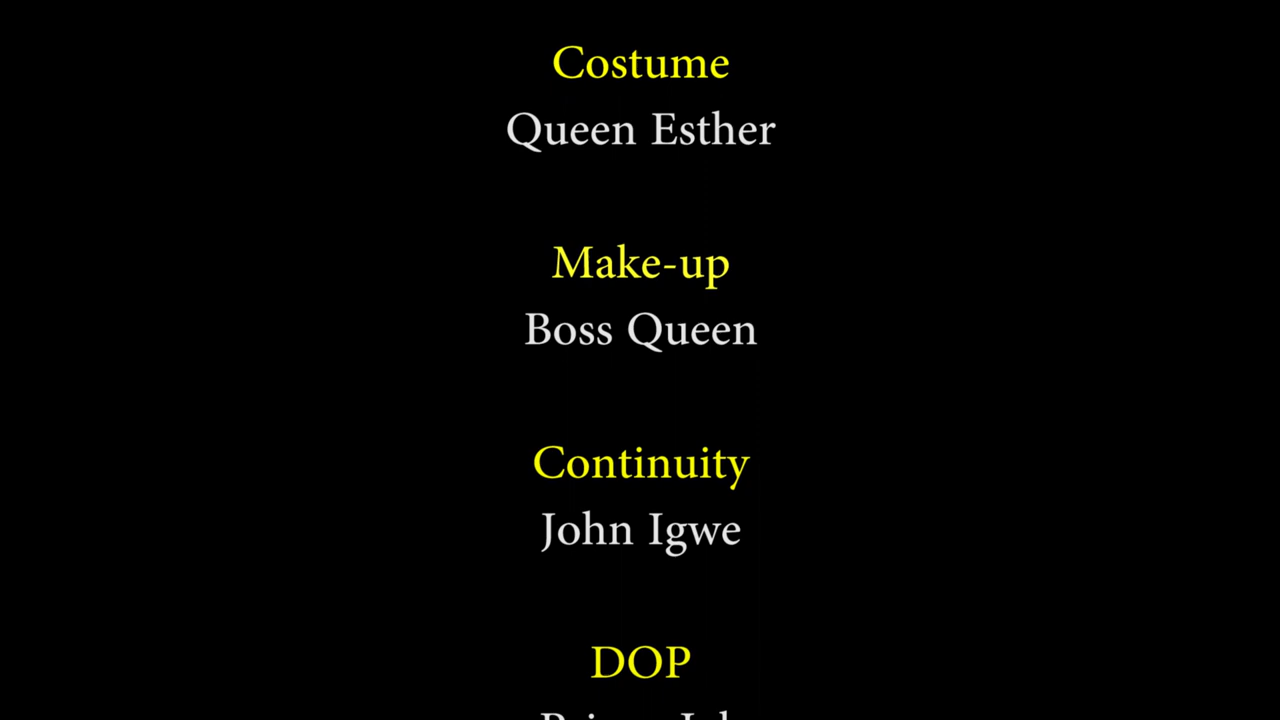 Costume
Queen Esther
Make-up
Boss Queen
Continuity
John Igwe
DOP